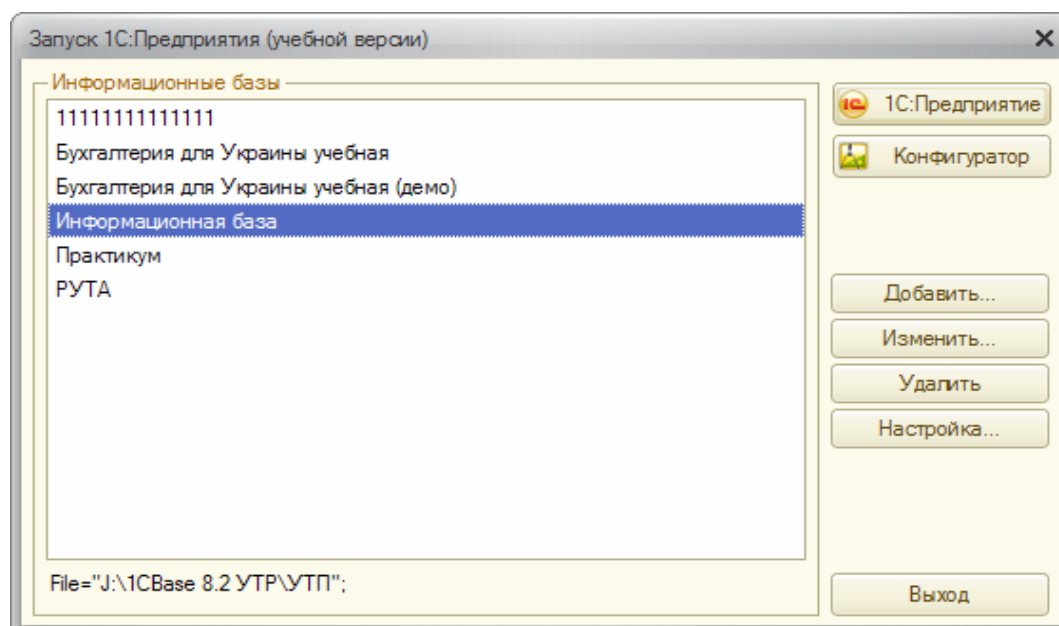 Запуск 1С:Предприятия (учебной версии)
Информационные базы
11111111111111
Бухгалтерия для Украины учебная
Бухгалтерия для Украины учебная (демо)
Информационная база
Практикум
РУТА
File="J:\1CBase 8.2 УТР\УТП";
1С:Предприятие
Конфигуратор
Добавить...
Изменить...
Удалить
Настройка...
Выход